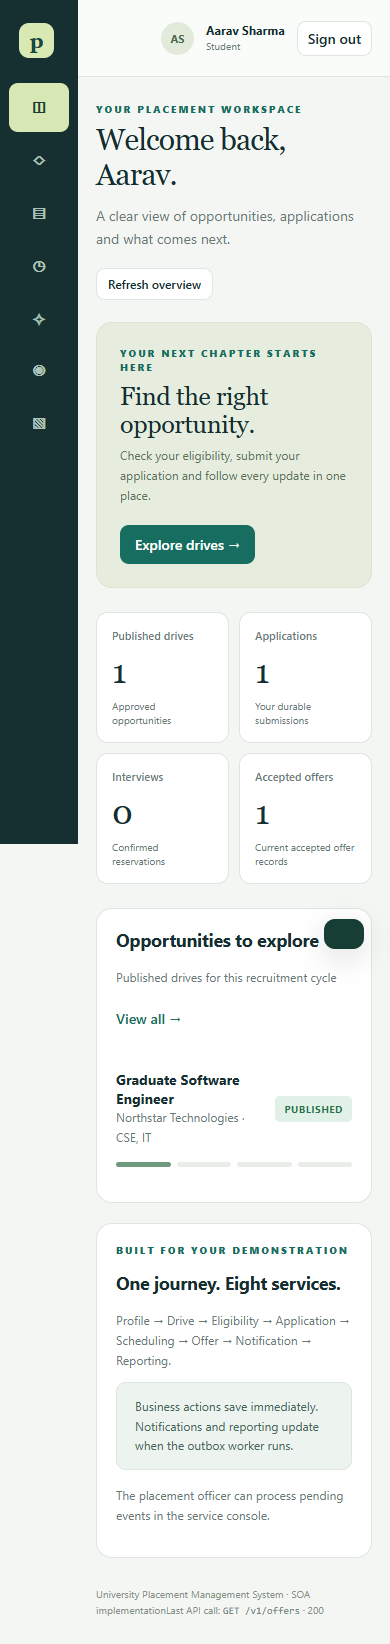 p
AS
Aarav Sharma
Student
Sign out
YOUR PLACEMENT WORKSPACE
Welcome back,
Aarav.
A clear view of opportunities, applications
and what comes next.
Refresh overview
YOUR NEXT CHAPTER STARTS
HERE
Find the right
opportunity.
Check your eligibility, submit your
application and follow every update in one
place.
Explore drives →
Published drives
1
Approved
opportunities
Applications
1
Your durable
submissions
Interviews
0
Confirmed
reservations
Accepted offers
1
Current accepted offer
records
Opportunities to explore
Published drives for this recruitment cycle
View all →
Graduate Software
Engineer
Northstar Technologies ·
CSE, IT
PUBLISHED
BUILT FOR YOUR DEMONSTRATION
One journey. Eight services.
Profile → Drive → Eligibility → Application →
Scheduling → Offer → Notification →
Reporting.
Business actions save immediately.
Notifications and reporting update
when the outbox worker runs.
The placement officer can process pending
events in the service console.
University Placement Management System · SOA
implementationLast API call: GET /v1/offers · 200